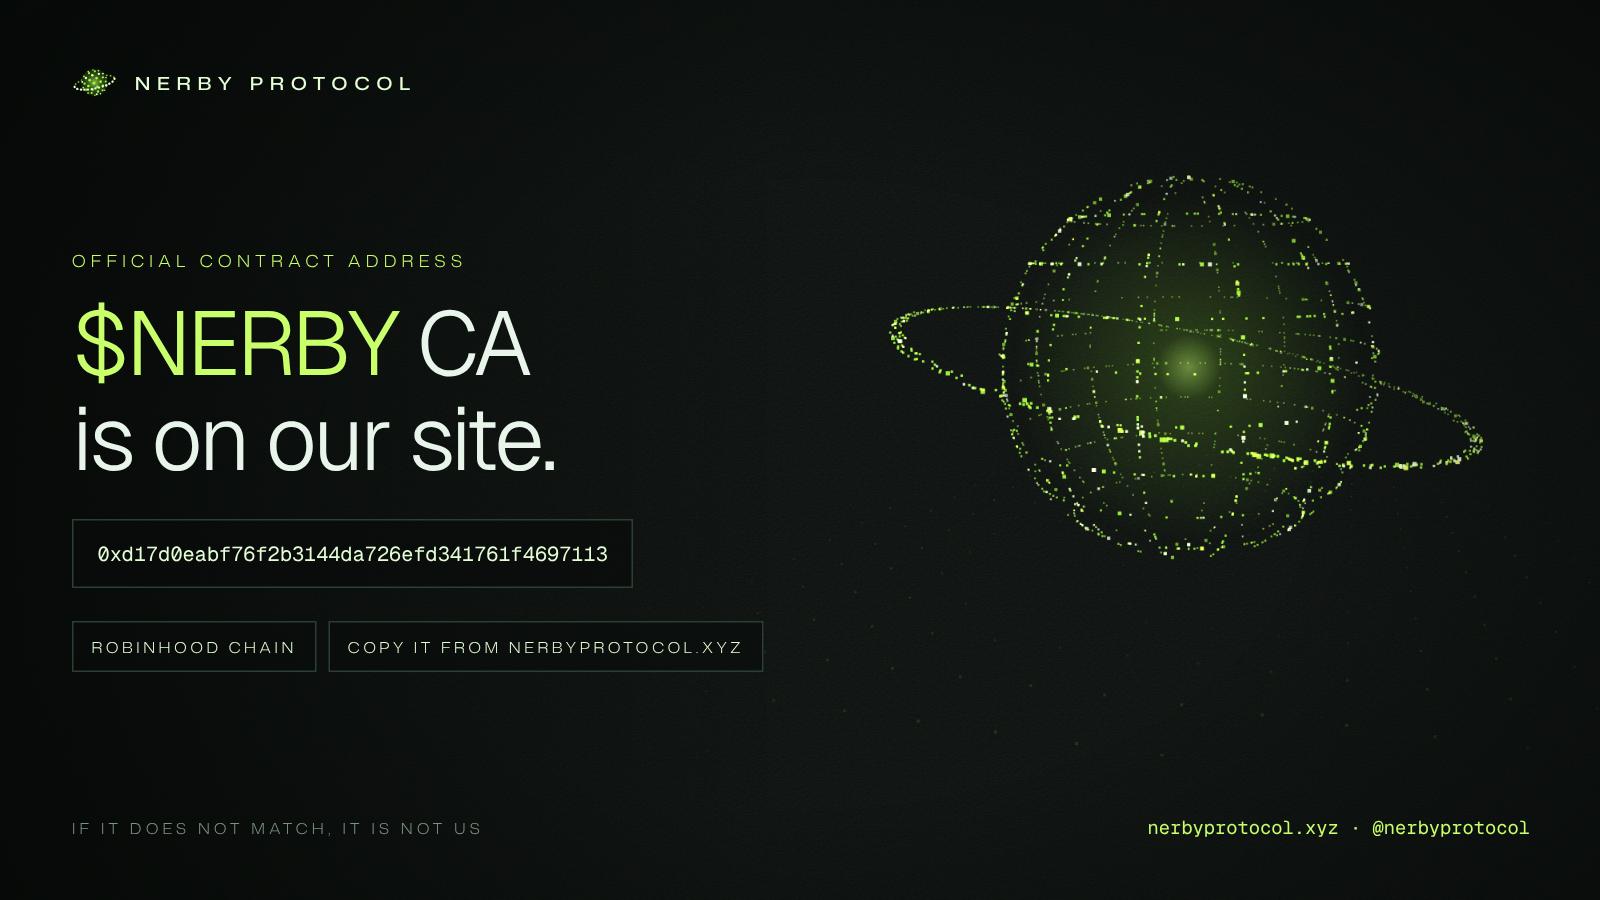 NERBY PROTOCOL
OFFICIAL CONTRACT ADDRESS
$NERBY CA
is on our site.
0xd17d0eabf76f2b3144da726efd341761f4697113
ROBINHOOD CHAIN
COPY IT FROM NERBYPROTOCOL.XYZ
IF IT DOES NOT MATCH, IT IS NOT US
nerbyprotocol.xyz · @nerbyprotocol